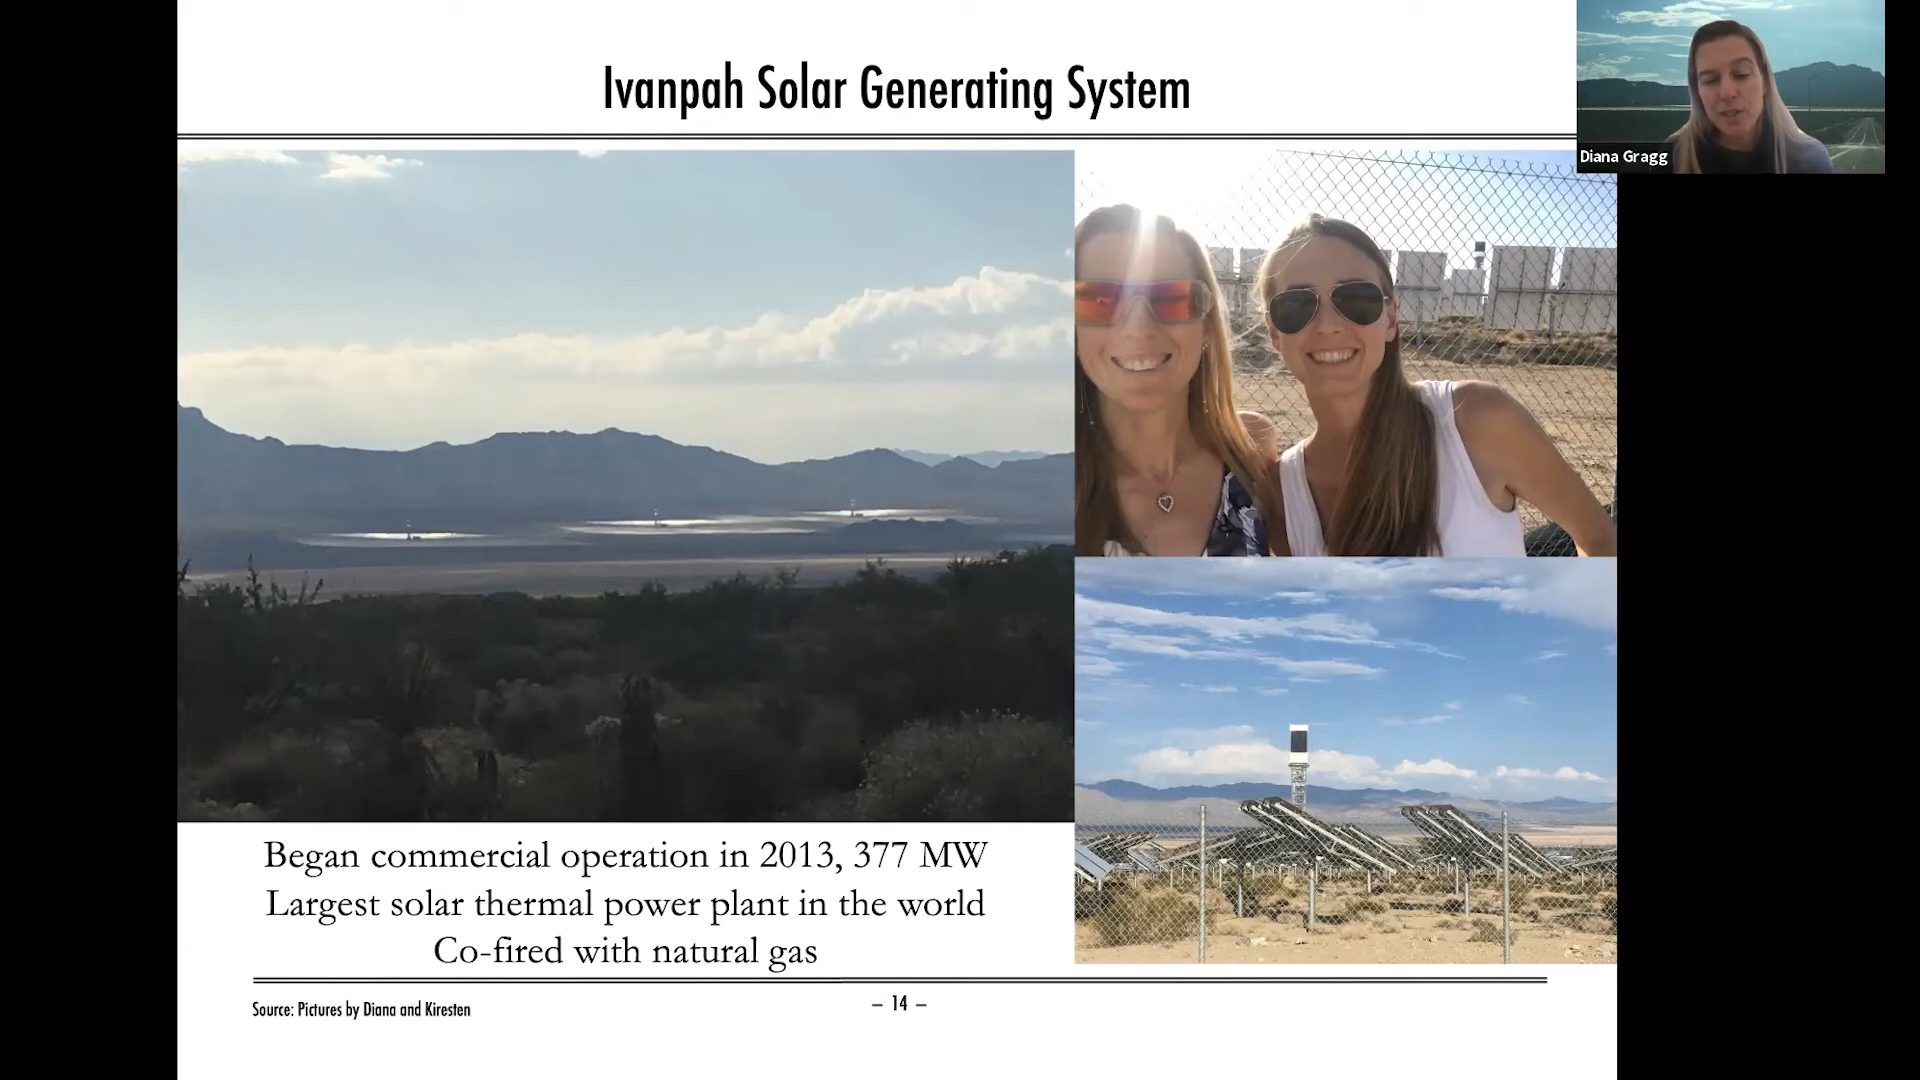 Ivanpah Solar Generating System
Diana Gragg
Began commercial operation in 2013, 377 MW
Largest solar thermal power plant in the world
Co-fired with natural gas
Source: Pictures by Diana and Kiresten
– 14 –